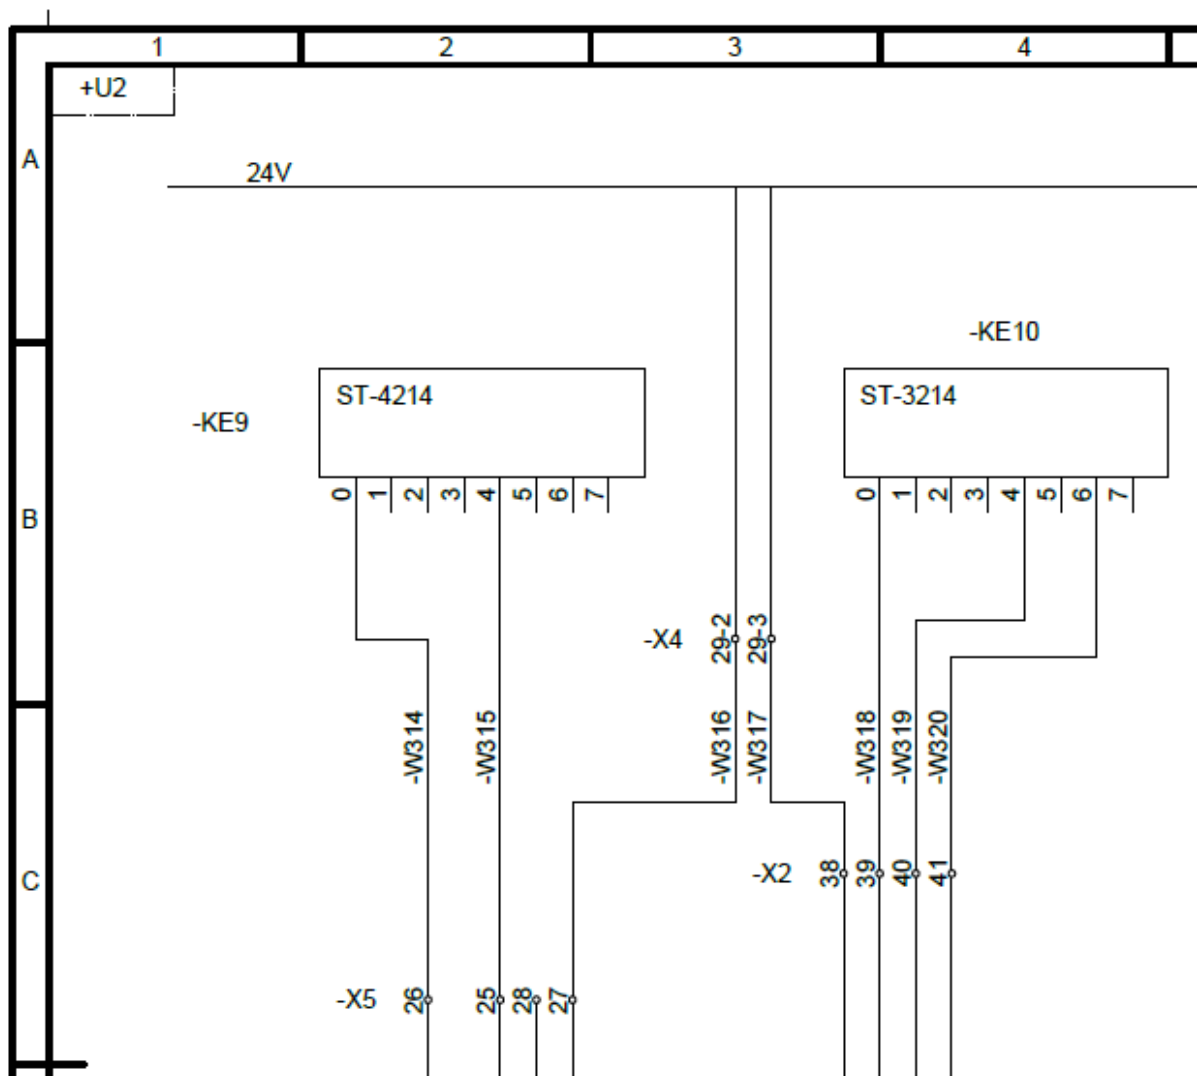 1 2 3 4
+U2
A
24V
-KE10
ST-4214 ST-3214
-KE9
0 1 2 3 4 5 6 7 0 1 2 3 4 5 6 7
B
-X4 29-2 29-3
-W314 -W315 -W316 -W317 -W318 -W319 -W320
C
-X2 38 39 40 41
-X5 26 25 28 27